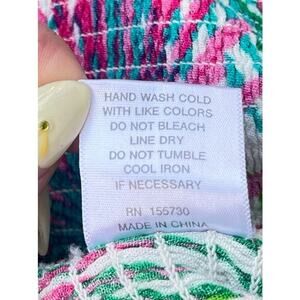 HAND WASH COLD
WITH LIKE COLORS
DO NOT BLEACH
LINE DRY
DO NOT TUMBLE
COOL IRON
IF NECESSARY
RN 155730
MADE IN CHINA